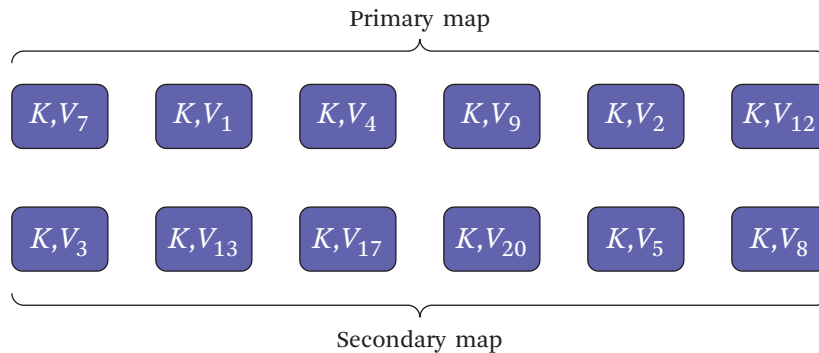 Primary map
K,V₇ K,V₁ K,V₄ K,V₉ K,V₂ K,V₁₂
K,V₃ K,V₁₃ K,V₁₇ K,V₂₀ K,V₅ K,V₈
Secondary map